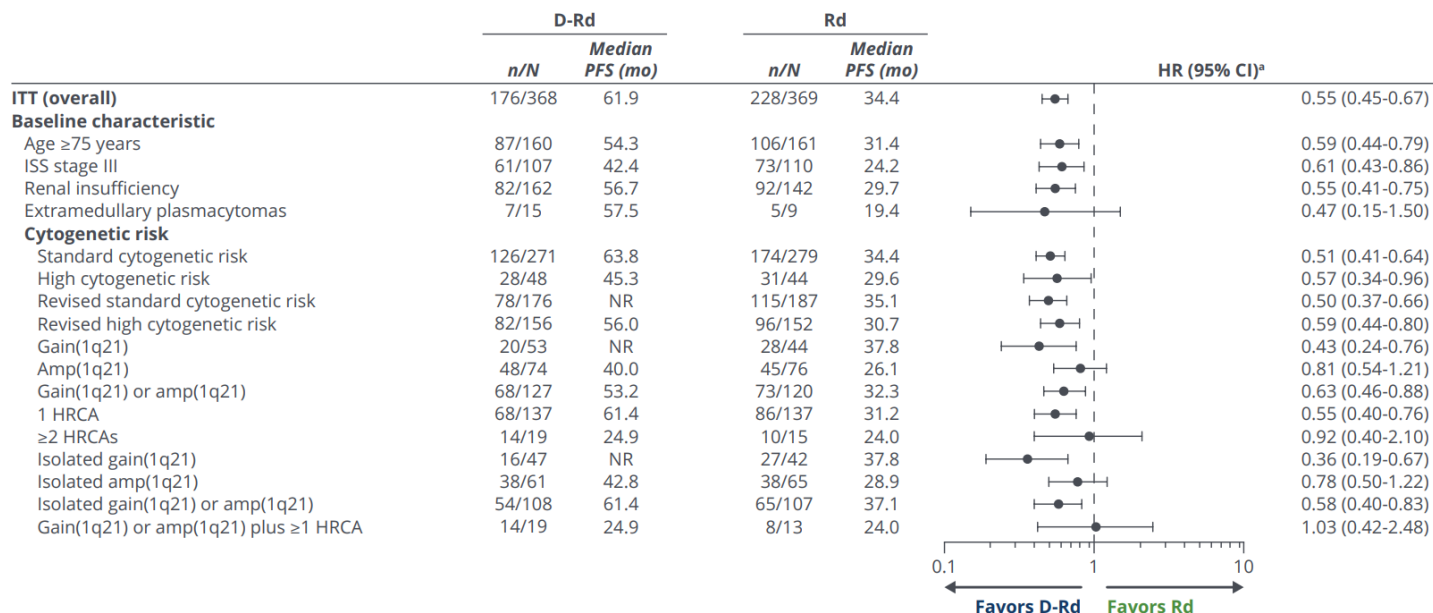 D-Rd Rd
n/N Median PFS (mo) n/N Median PFS (mo) HR (95% CI)ᵃ
ITT (overall) 176/368 61.9 228/369 34.4 0.55 (0.45-0.67)
Baseline characteristic
Age ≥75 years 87/160 54.3 106/161 31.4 0.59 (0.44-0.79)
ISS stage III 61/107 42.4 73/110 24.2 0.61 (0.43-0.86)
Renal insufficiency 82/162 56.7 92/142 29.7 0.55 (0.41-0.75)
Extramedullary plasmacytomas 7/15 57.5 5/9 19.4 0.47 (0.15-1.50)
Cytogenetic risk
Standard cytogenetic risk 126/271 63.8 174/279 34.4 0.51 (0.41-0.64)
High cytogenetic risk 28/48 45.3 31/44 29.6 0.57 (0.34-0.96)
Revised standard cytogenetic risk 78/176 NR 115/187 35.1 0.50 (0.37-0.66)
Revised high cytogenetic risk 82/156 56.0 96/152 30.7 0.59 (0.44-0.80)
Gain(1q21) 20/53 NR 28/44 37.8 0.43 (0.24-0.76)
Amp(1q21) 48/74 40.0 45/76 26.1 0.81 (0.54-1.21)
Gain(1q21) or amp(1q21) 68/127 53.2 73/120 32.3 0.63 (0.46-0.88)
1 HRCA 68/137 61.4 86/137 31.2 0.55 (0.40-0.76)
≥2 HRCAs 14/19 24.9 10/15 24.0 0.92 (0.40-2.10)
Isolated gain(1q21) 16/47 NR 27/42 37.8 0.36 (0.19-0.67)
Isolated amp(1q21) 38/61 42.8 38/65 28.9 0.78 (0.50-1.22)
Isolated gain(1q21) or amp(1q21) 54/108 61.4 65/107 37.1 0.58 (0.40-0.83)
Gain(1q21) or amp(1q21) plus ≥1 HRCA 14/19 24.9 8/13 24.0 1.03 (0.42-2.48)
0.1 1 10
Favors D-Rd Favors Rd